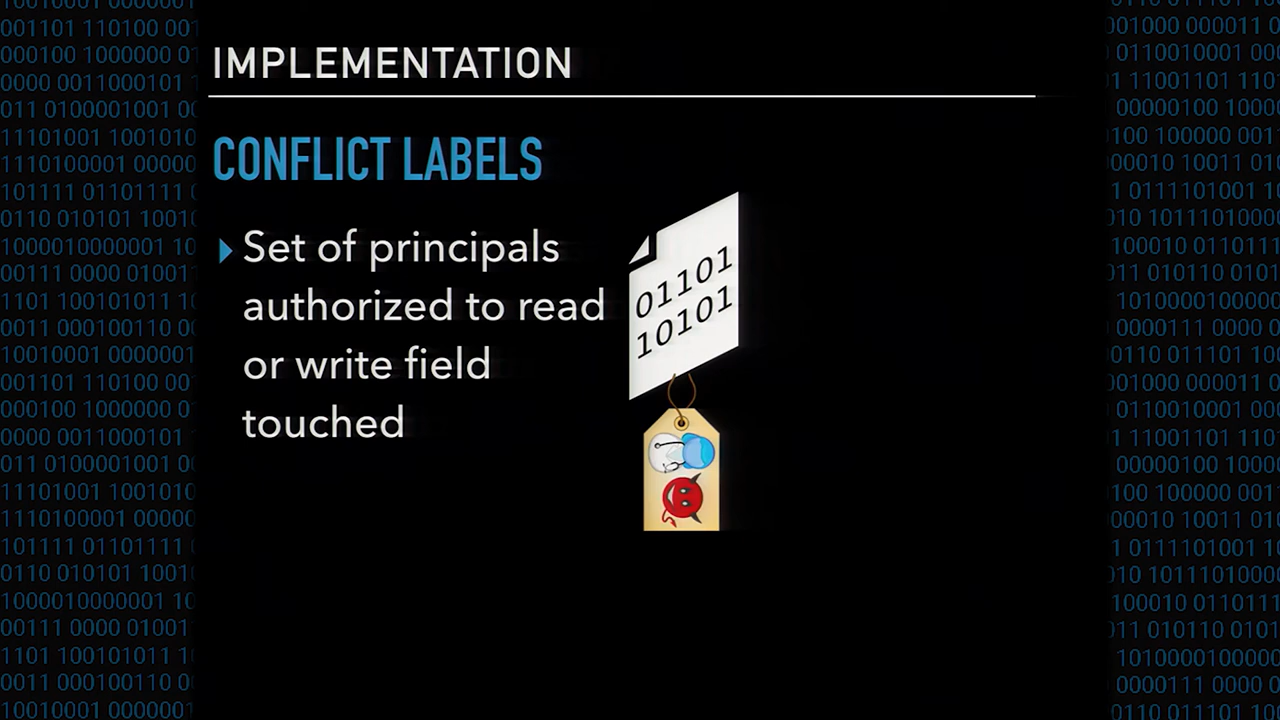 IMPLEMENTATION
CONFLICT LABELS
Set of principals
authorized to read
or write field
touched
01101
10101